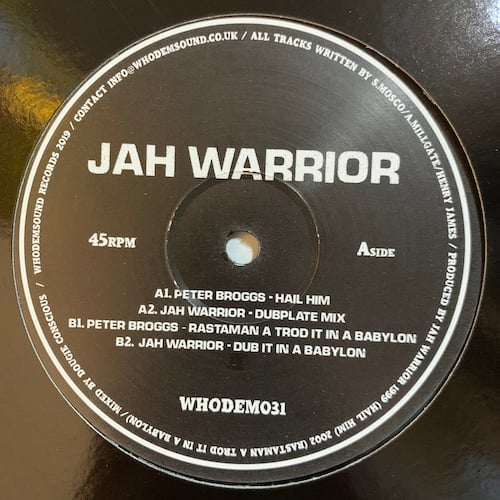 / WHODEMSOUND RECORDS 2019 / CONTACT INFO@WHODEMSOUND.CO.UK / ALL TRACKS WRITTEN BY S.MOSCO/A.MILLGATE/HENRY JAMES / PRODUCED BY JAH WARRIOR 1999 (HAIL HIM) 2002 (RASTAMAN A TROD IT IN A BABYLON)/MIXED BY DOUGIE CONSCIOUS
JAH WARRIOR
45RPM
ASIDE
A1. PETER BROGGS - HAIL HIM
A2. JAH WARRIOR - DUBPLATE MIX
B1. PETER BROGGS - RASTAMAN A TROD IT IN A BABYLON
B2. JAH WARRIOR - DUB IT IN A BABYLON
WHODEM031